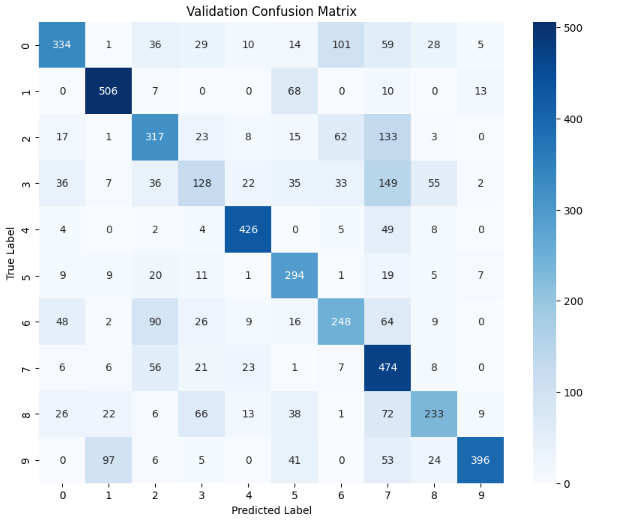 Validation Confusion Matrix
0 334 1 36 29 10 14 101 59 28 5
1 0 506 7 0 0 68 0 10 0 13
2 17 1 317 23 8 15 62 133 3 0
3 36 7 36 128 22 35 33 149 55 2
4 4 0 2 4 426 0 5 49 8 0
5 9 9 20 11 1 294 1 19 5 7
6 48 2 90 26 9 16 248 64 9 0
7 6 6 56 21 23 1 7 474 8 0
8 26 22 6 66 13 38 1 72 233 9
9 0 97 6 5 0 41 0 53 24 396
0 1 2 3 4 5 6 7 8 9
Predicted Label
True Label
500
400
300
200
100
0